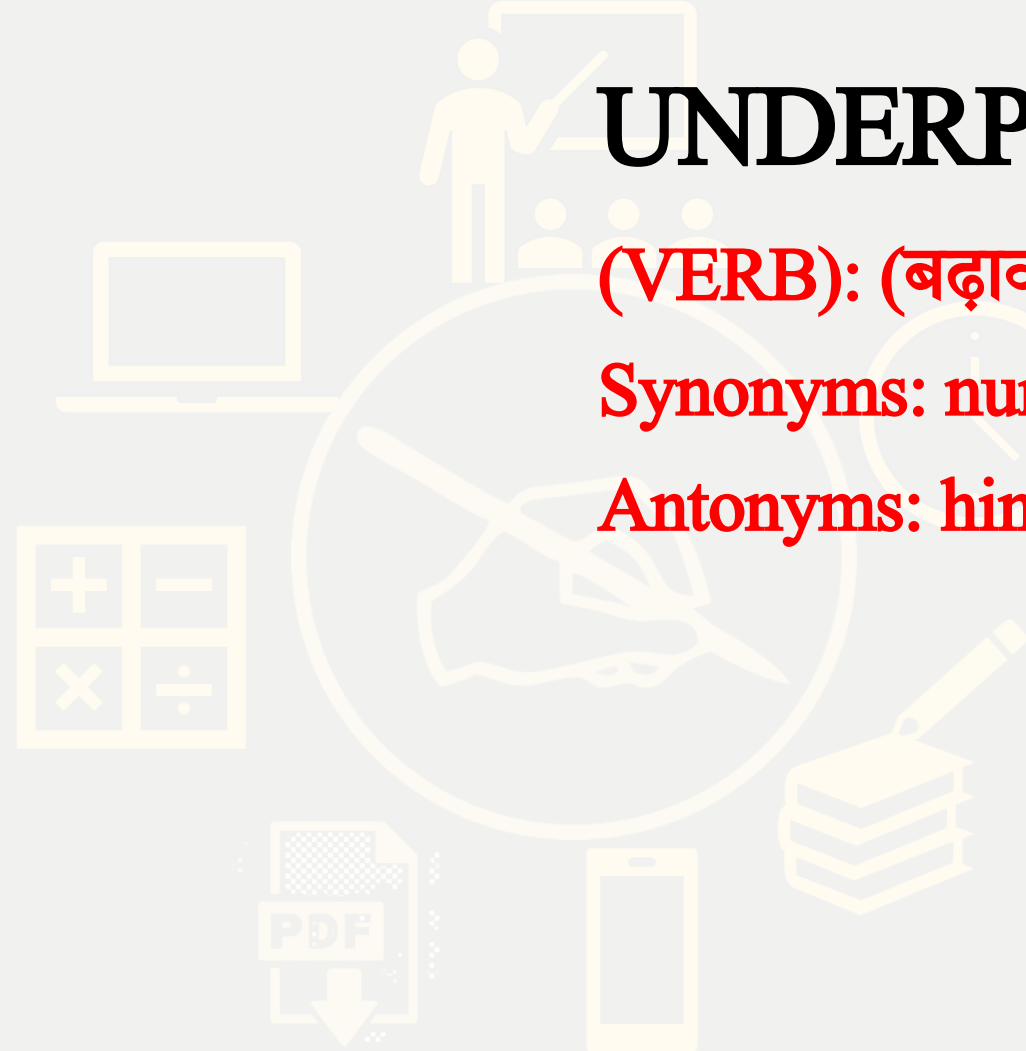 UNDERP
(VERB): (बढ़ाव
Synonyms: nur
Antonyms: hin
PDF